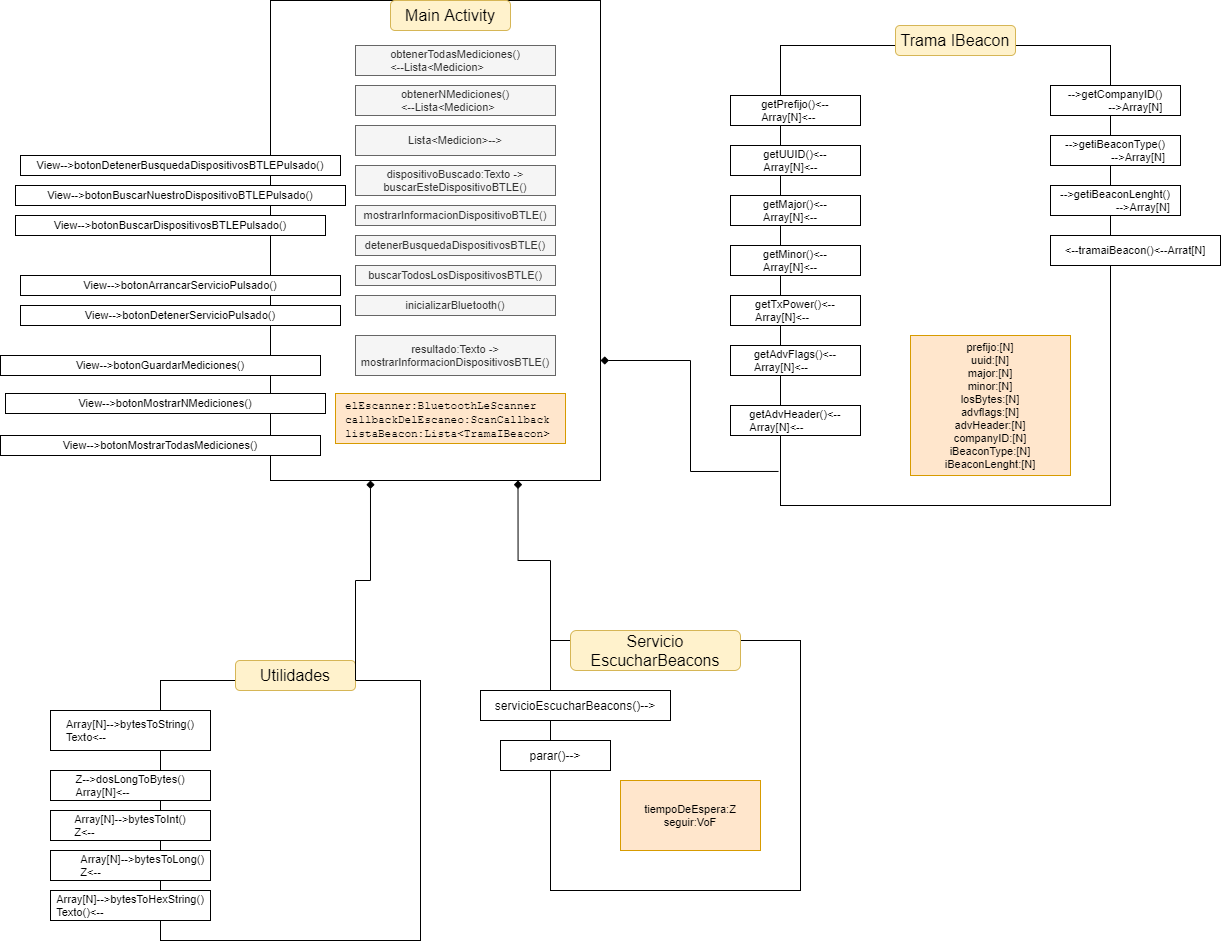 Main Activity
obtenerTodasMediciones()
<--Lista<Medicion>
obtenerNMediciones()
<--Lista<Medicion>
Lista<Medicion>-->
dispositivoBuscado:Texto ->
buscarEsteDispositivoBTLE()
mostrarInformacionDispositivoBTLE()
detenerBusquedaDispositivosBTLE()
buscarTodosLosDispositivosBTLE()
inicializarBluetooth()
resultado:Texto ->
mostrarInformacionDispositivoBTLE()
elEscanner:BluetoothLeScanner
callbackDelEscaneo:ScanCallback
listaBeacon:Lista<TramaIBeacon>
View-->botonDetenerBusquedaDispositivosBTLEPulsado()
View-->botonBuscarNuestroDispositivoBTLEPulsado()
View-->botonBuscarDispositivosBTLEPulsado()
View-->botonArrancarServicioPulsado()
View-->botonDetenerServicioPulsado()
View-->botonGuardarMediciones()
View-->botonMostrarNMediciones()
View-->botonMostrarTodasMediciones()
Trama IBeacon
getPrefijo()<--
Array[N]<--
getUUID()<--
Array[N]<--
getMajor()<--
Array[N]<--
getMinor()<--
Array[N]<--
getTxPower()<--
Array[N]<--
getAdvFlags()<--
Array[N]<--
getAdvHeader()<--
Array[N]<--
-->getCompanyID()
-->Array[N]
-->getiBeaconType()
-->Array[N]
-->getiBeaconLenght()
-->Array[N]
<--tramaiBeacon()<--Arrat[N]
prefijo:[N]
uuid:[N]
major:[N]
minor:[N]
losBytes:[N]
advflags:[N]
advHeader:[N]
companyID:[N]
iBeaconType:[N]
iBeaconLenght:[N]
Utilidades
Array[N]-->bytesToString()
Texto<--
Z-->dosLongToBytes()
Array[N]<--
Array[N]-->bytesToInt()
Z<--
Array[N]-->bytesToLong()
Z<--
Array[N]-->bytesToHexString()
Texto()<--
Servicio
EscucharBeacons
servicioEscucharBeacons()-->
parar()-->
tiempoDeEspera:Z
seguir:VoF